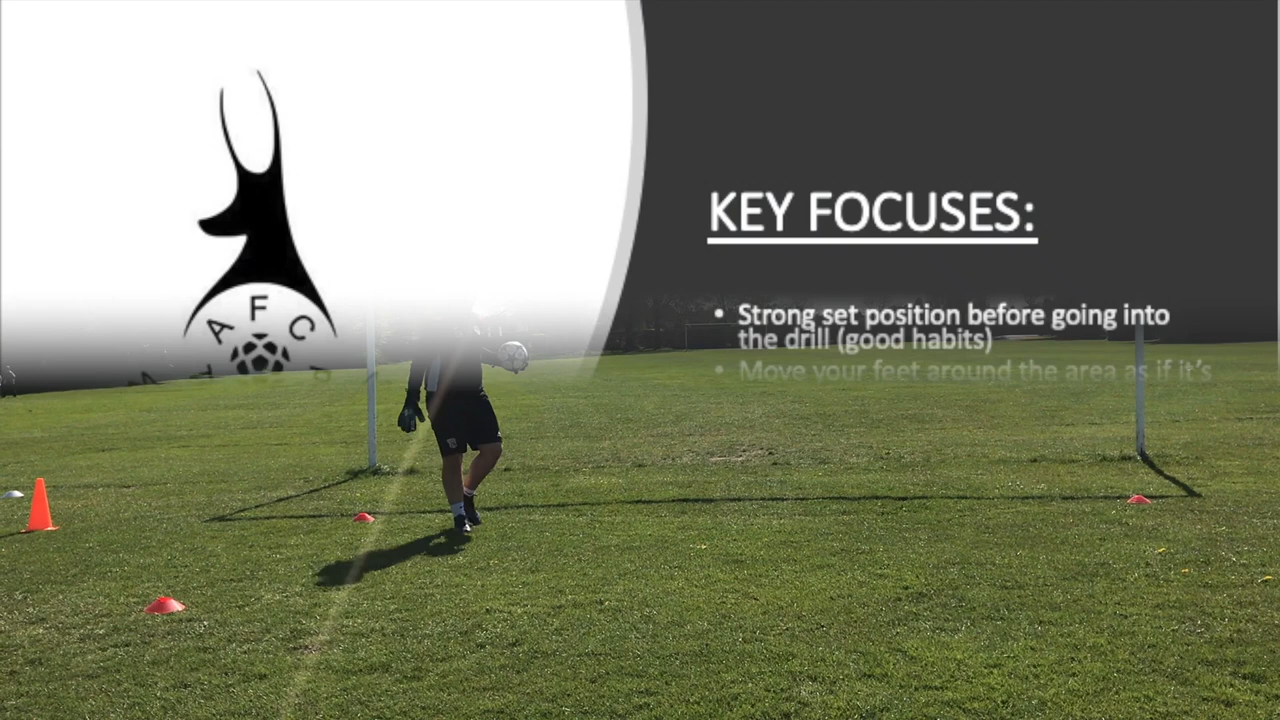 A F C
KEY FOCUSES:
• Strong set position before going into
the drill (good habits)
• Move your feet around the area as if it's